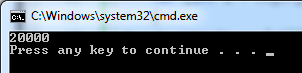 C:\Windows\system32\cmd.exe
20000
Press any key to continue . . .